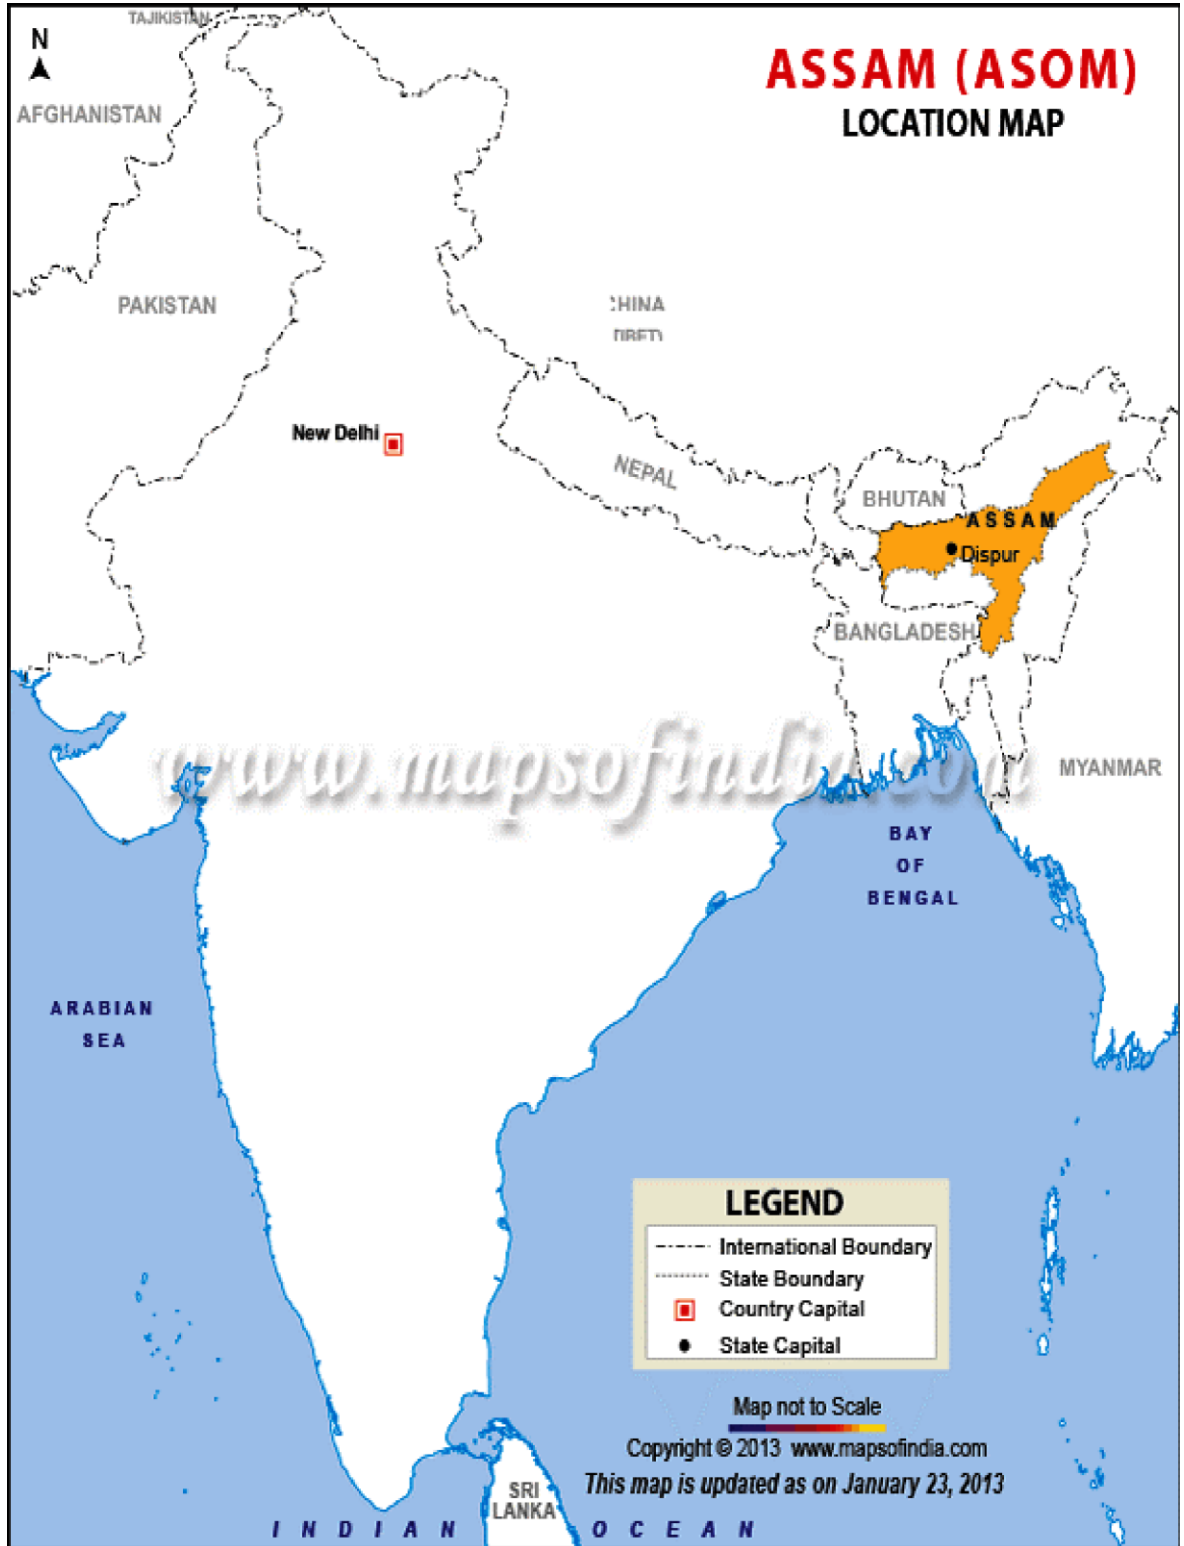 TAJIKISTAN
N
ASSAM (ASOM)
LOCATION MAP
AFGHANISTAN
PAKISTAN
New Delhi
NEPAL
BHUTAN
ASSAM
Dispur
BANGLADESH
www.mapsofindia.com
MYANMAR
BAY
OF
BENGAL
ARABIAN
SEA
LEGEND
International Boundary
State Boundary
Country Capital
State Capital
Map not to Scale
Copyright © 2013 www.mapsofindia.com
This map is updated as on January 23, 2013
SRI
LANKA
INDIAN OCEAN